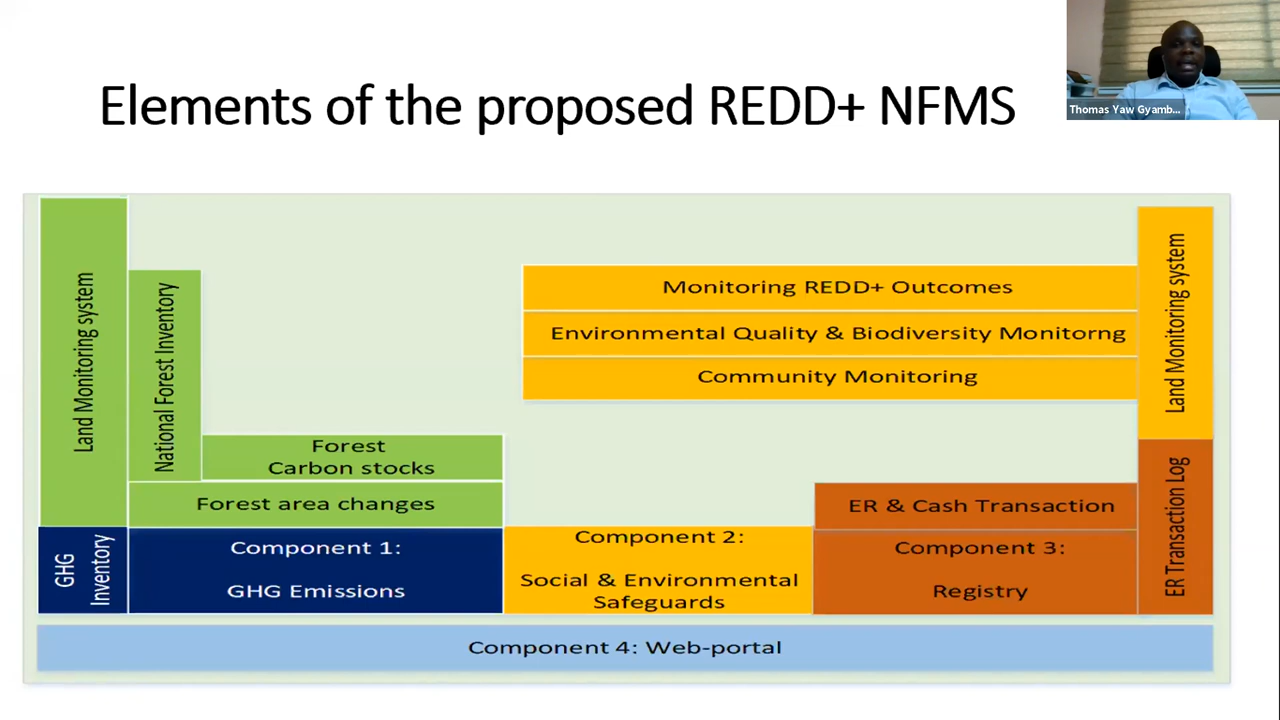 Elements of the proposed REDD+ NFMS
Thomas Yaw Gyamb...
Land Monitoring system
National Forest Inventory
Forest
Carbon stocks
Forest area changes
GHG
Inventory
Component 1:
GHG Emissions
Monitoring REDD+ Outcomes
Environmental Quality & Biodiversity Monitorng
Community Monitoring
Component 2:
Social & Environmental
Safeguards
ER & Cash Transaction
Component 3:
Registry
Land Monitoring system
ER Transaction Log
Component 4: Web-portal